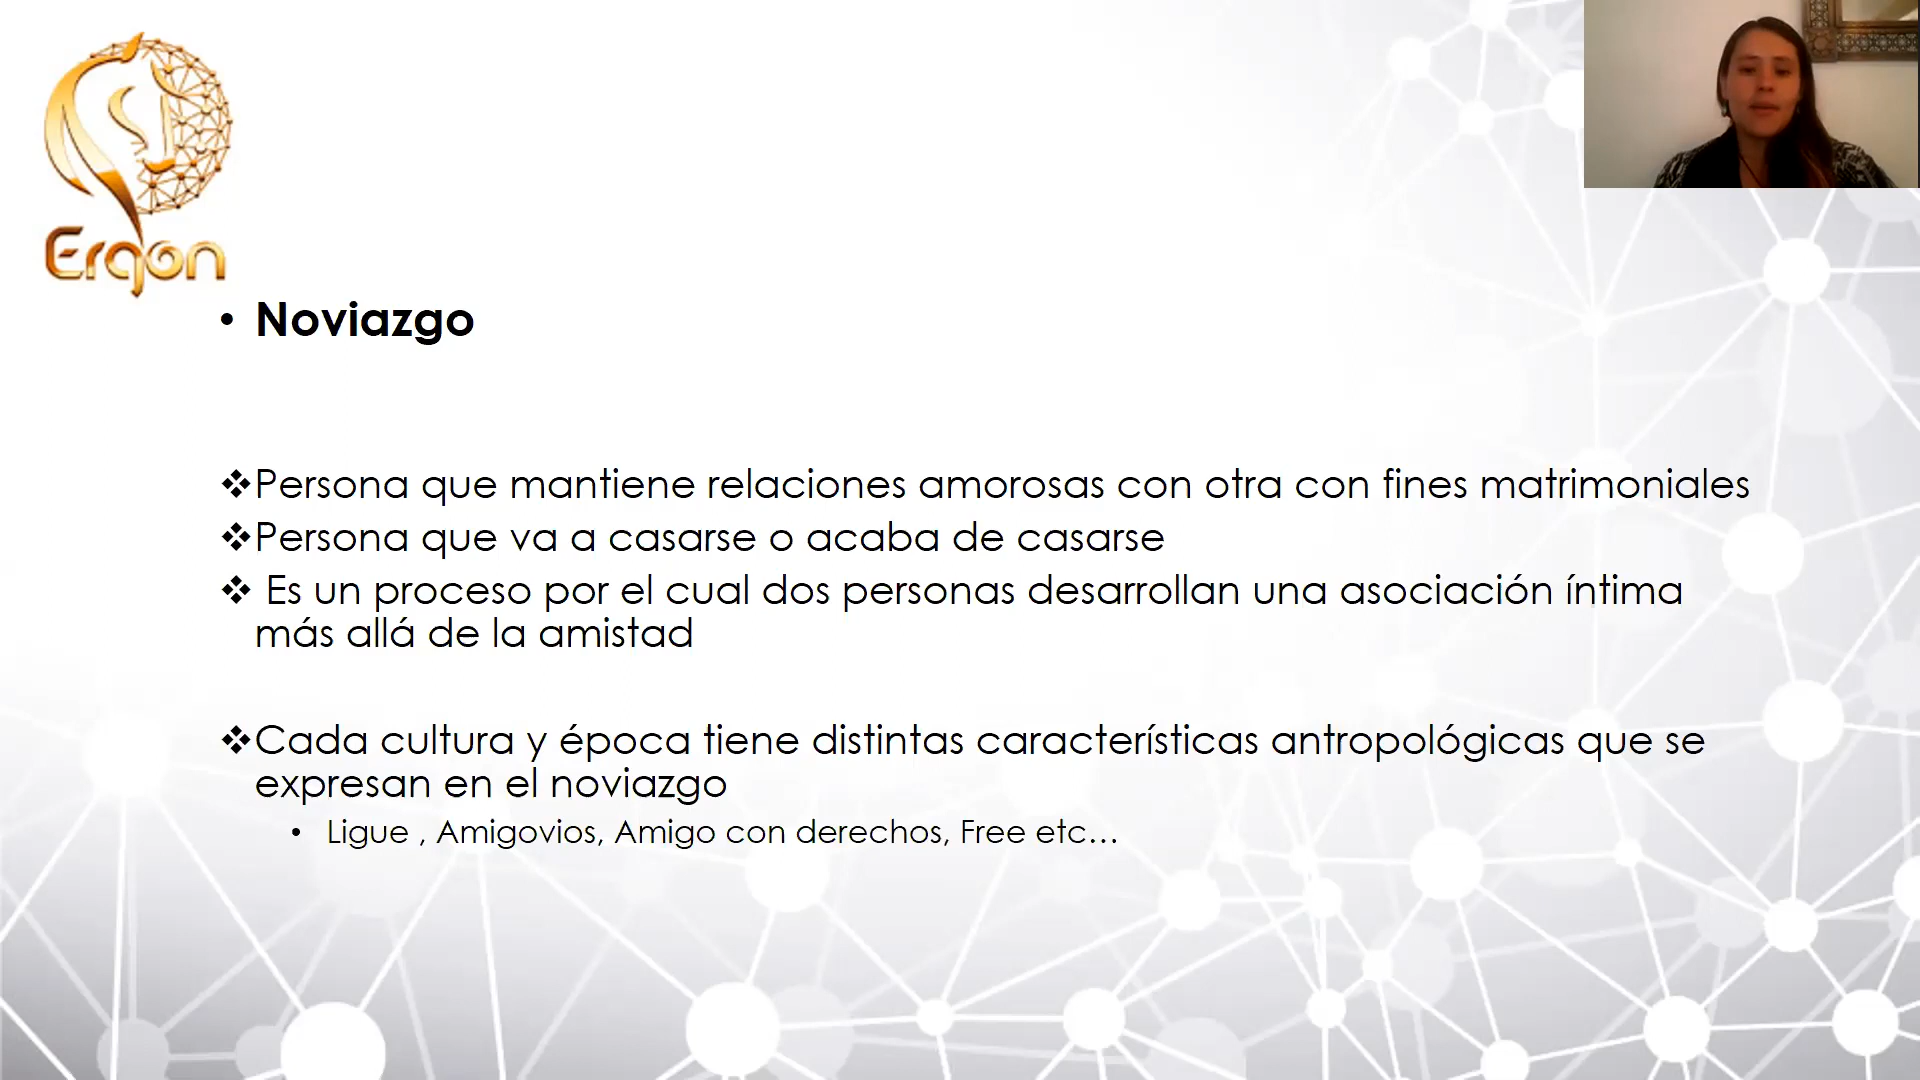 Ergon
• Noviazgo
❖Persona que mantiene relaciones amorosas con otra con fines matrimoniales
❖Persona que va a casarse o acaba de casarse
❖ Es un proceso por el cual dos personas desarrollan una asociación íntima
más allá de la amistad
❖Cada cultura y época tiene distintas características antropológicas que se
expresan en el noviazgo
• Ligue , Amigovios, Amigo con derechos, Free etc…